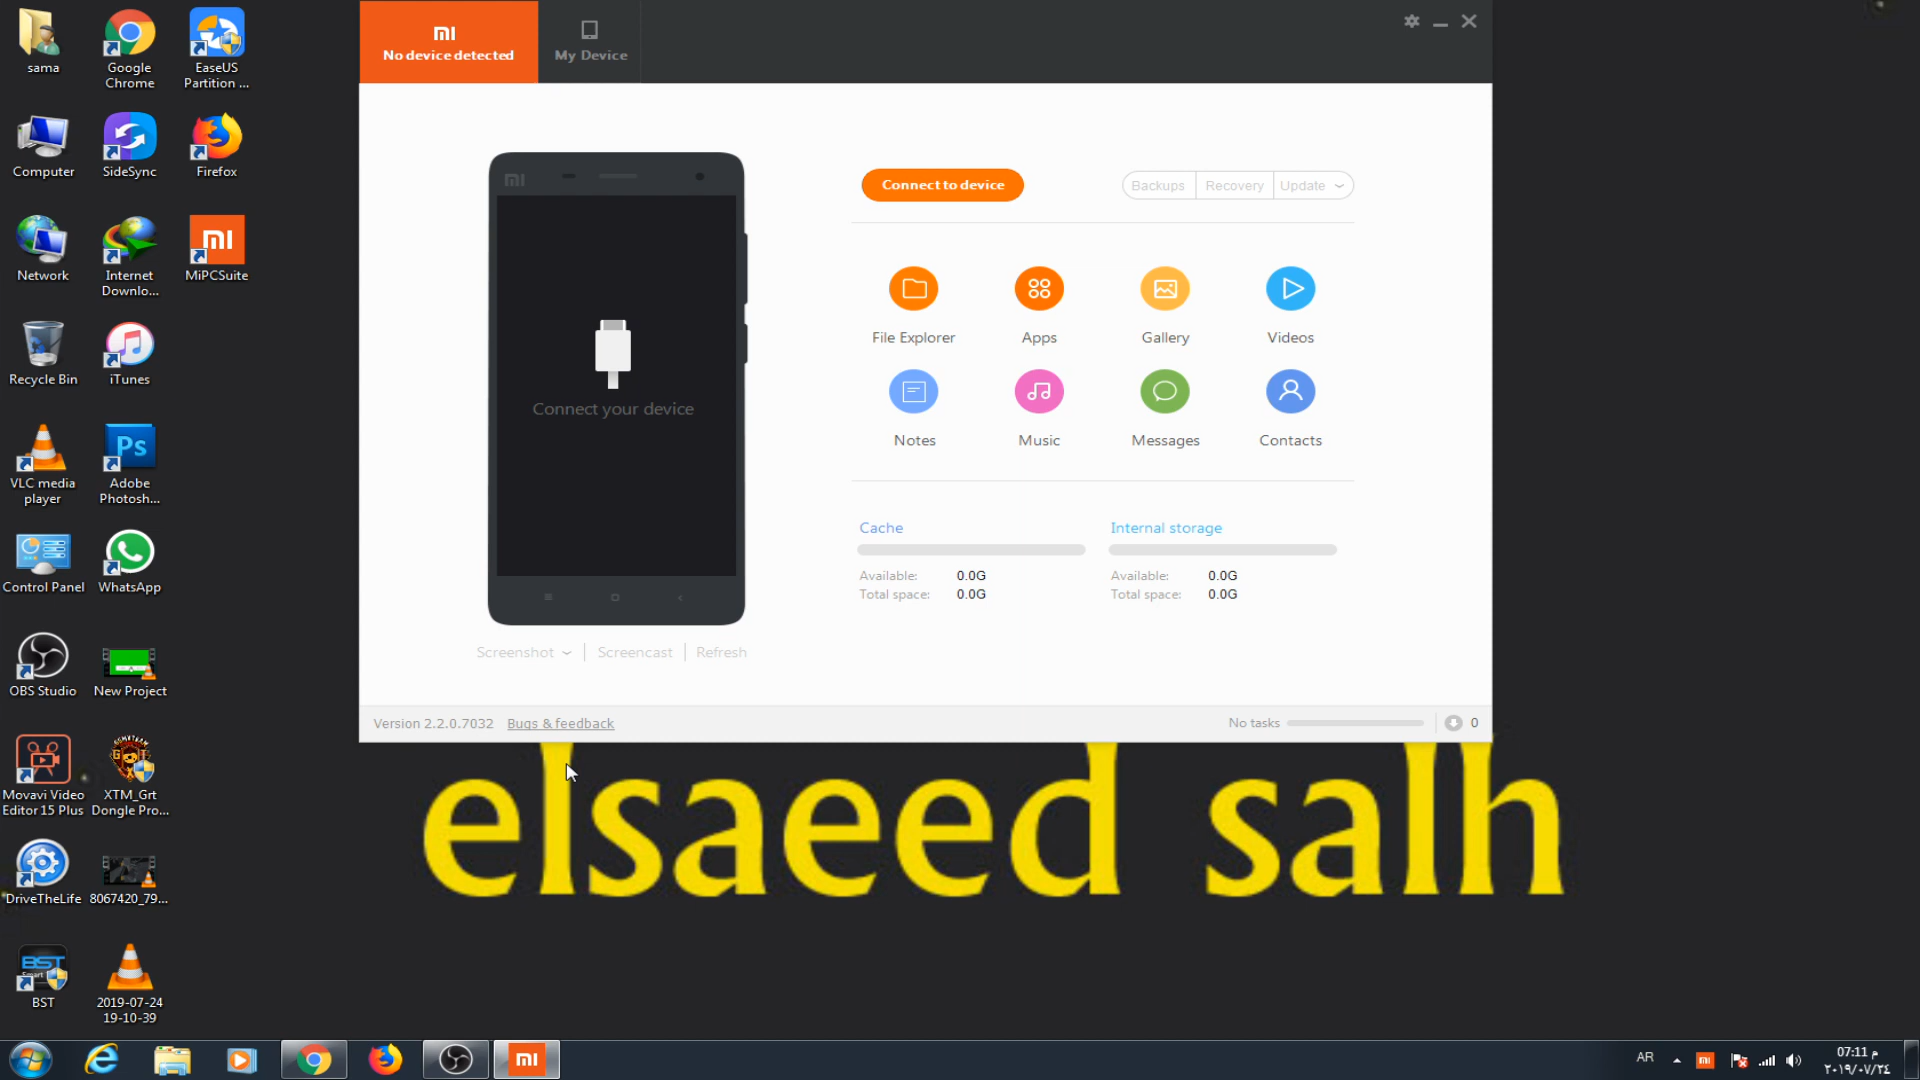 sama
Google
Chrome
EaseUS
Partition ...
Computer
SideSync
Firefox
Network
Internet
Downlo...
MiPCSuite
Recycle Bin
iTunes
VLC media
player
Ps
Adobe
Photosh...
Control Panel
WhatsApp
OBS Studio
New Project
Movavi Video
Editor 15 Plus
XTM_Grt
Dongle Pro...
DriveTheLife
8067420_79...
BST
BST
2019-07-24
19-10-39
No device detected
My Device
Connect your device
Screenshot
Screencast
Refresh
Connect to device
Backups
Recovery
Update
File Explorer
Apps
Gallery
Videos
Notes
Music
Messages
Contacts
Cache
Available: 0.0G
Total space: 0.0G
Internal storage
Available: 0.0G
Total space: 0.0G
Version 2.2.0.7032
Bugs & feedback
No tasks
0
elsaeed salh
AR
07:11 م
٢٠١٩/٠٧/٢٤